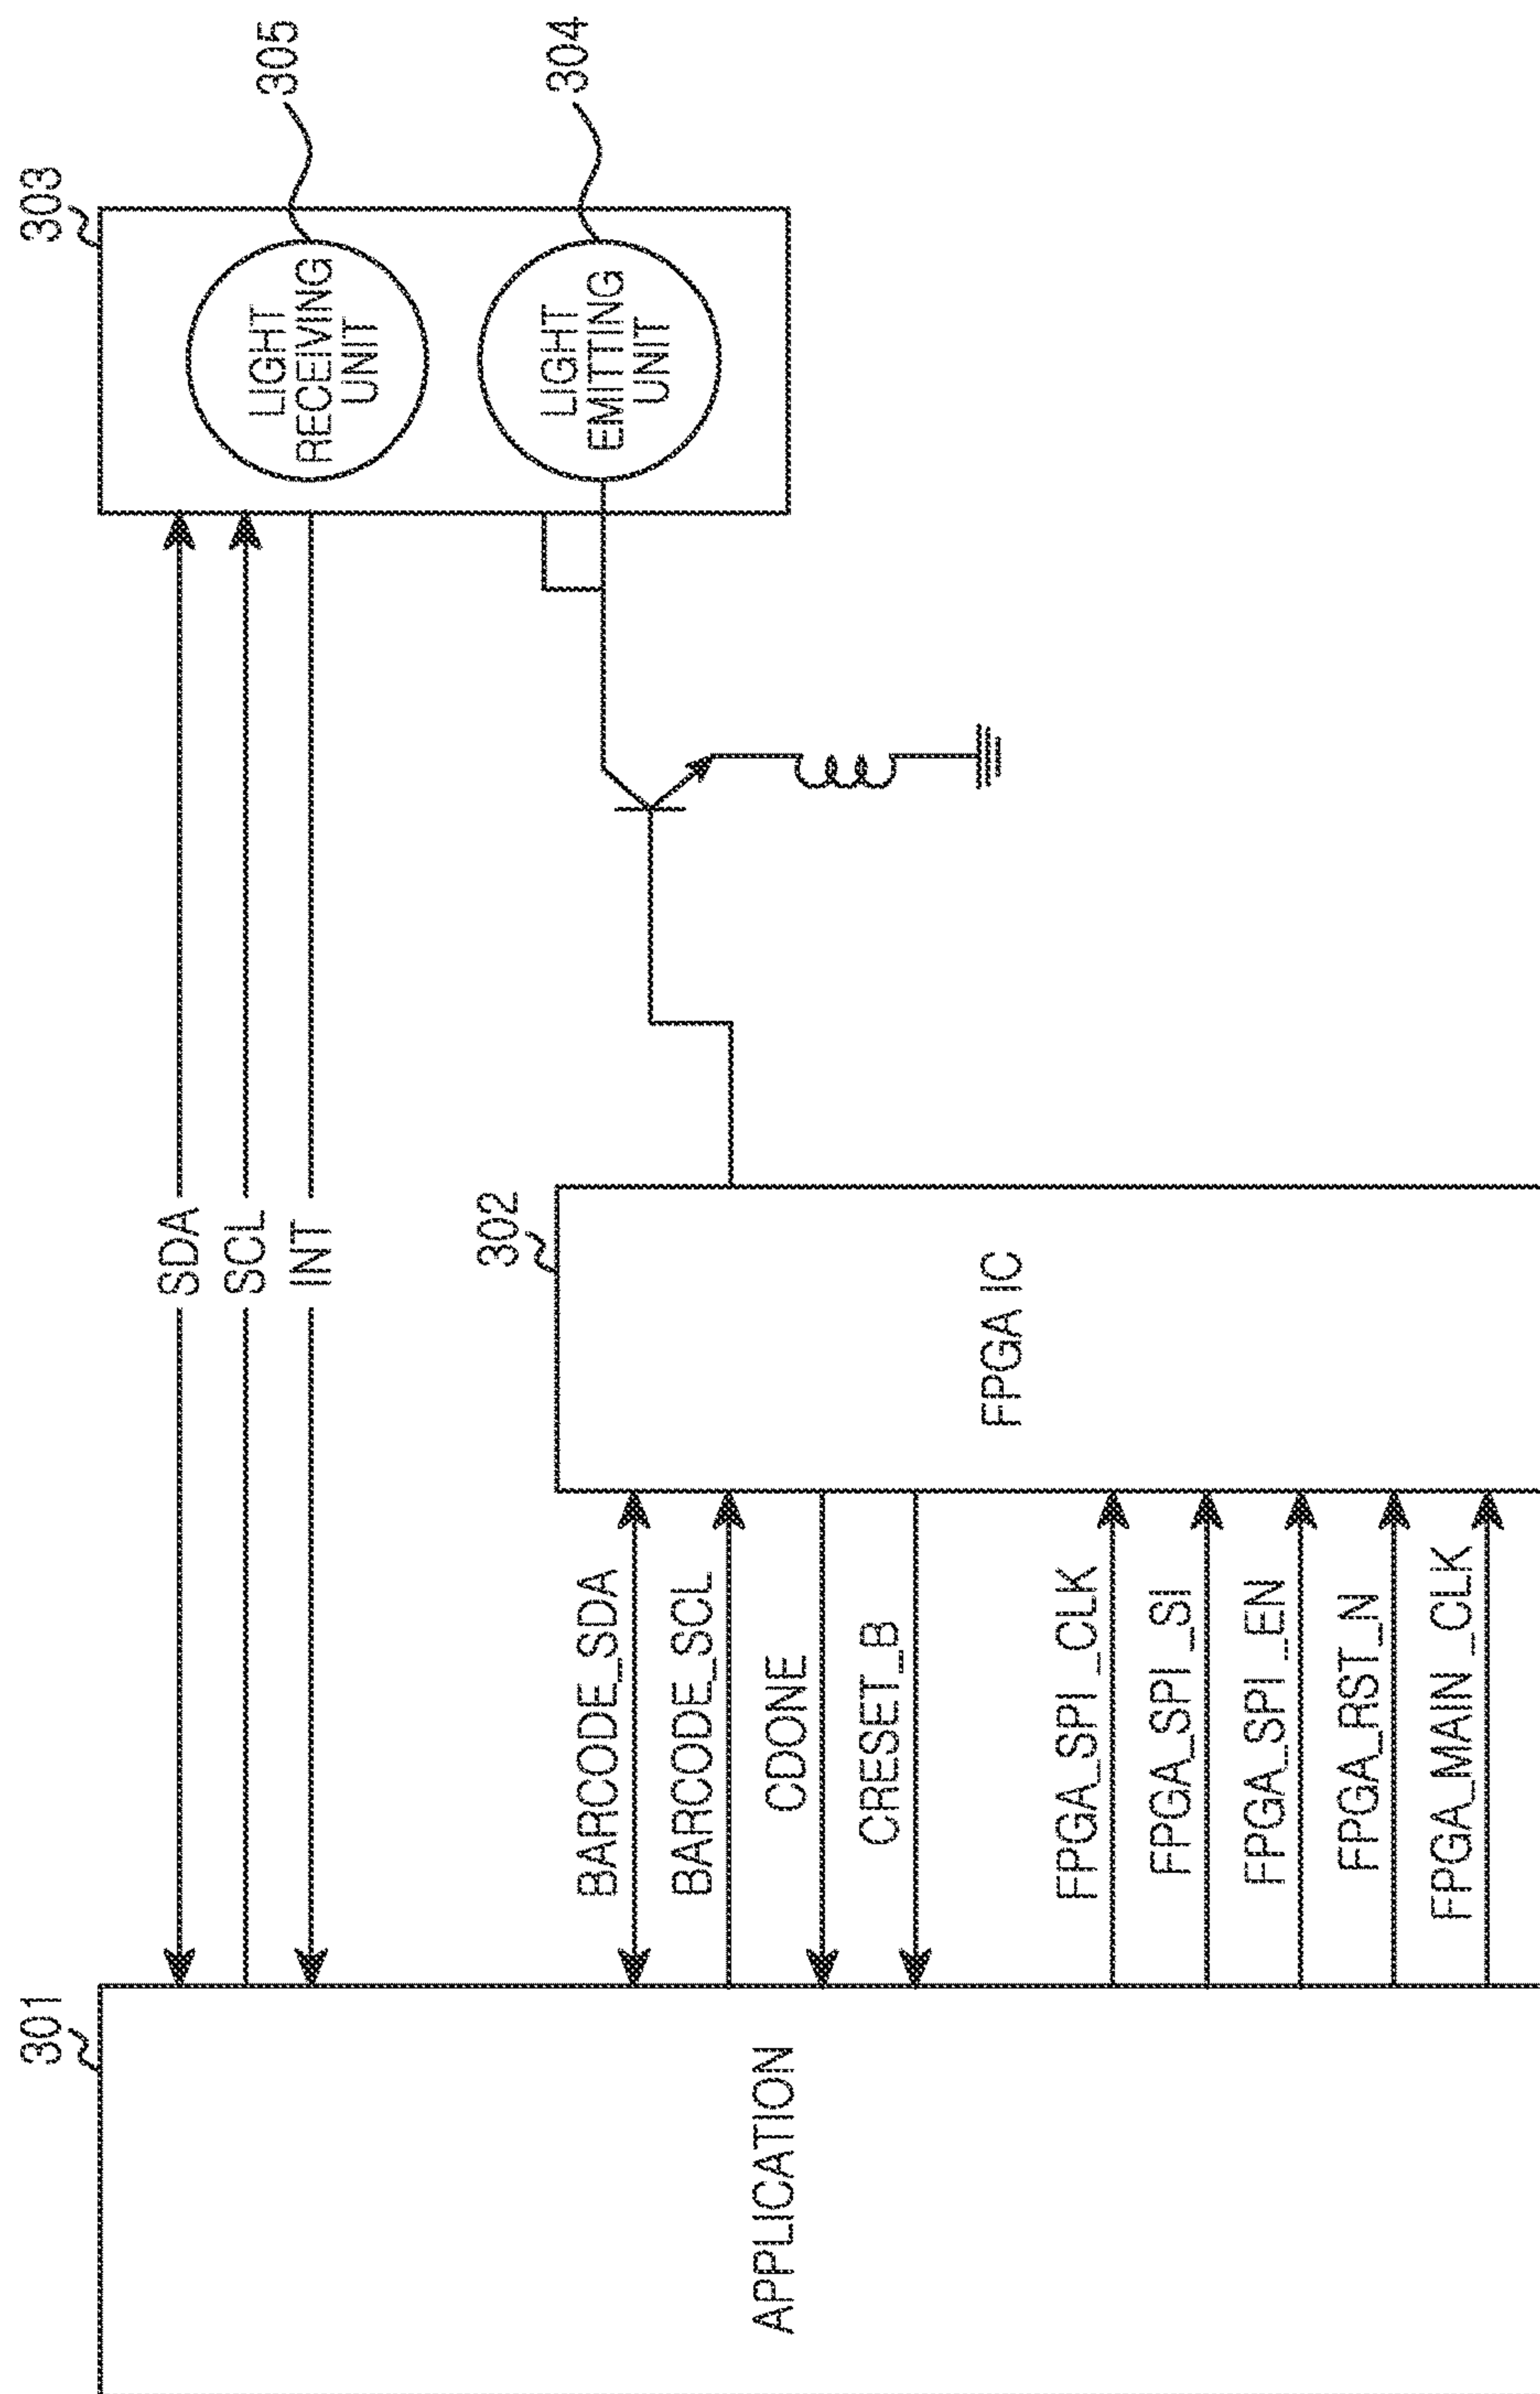 301
APPLICATION
SDA
SCL
INT
BARCODE_SDA
BARCODE_SCL
CDONE
CRESET_B
FPGA_SPI_CLK
FPGA_SPI_SI
FPGA_SPI_EN
FPGA_RST_N
FPGA_MAIN_CLK
302
FPGA IC
303
LIGHT
RECEIVING
UNIT
305
LIGHT
EMITTING
UNIT
304